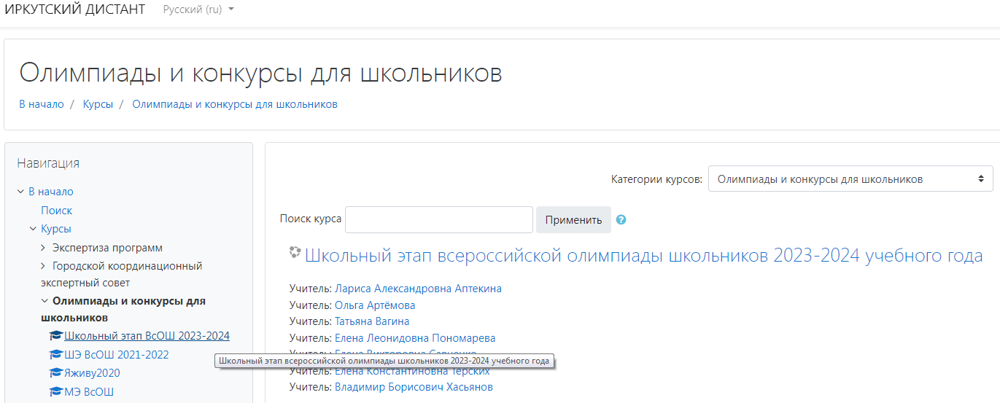 ИРКУТСКИЙ ДИСТАНТ Русский (ru)
Олимпиады и конкурсы для школьников
В начало / Курсы / Олимпиады и конкурсы для школьников
Навигация
В начало
Поиск
Курсы
Экспертиза программ
Городской координационный
экспертный совет
Олимпиады и конкурсы для
школьников
Школьный этап ВсОШ 2023-2024
ШЭ ВсОШ 2021-2022
Яживу2020
МЭ ВсОШ
Категории курсов: Олимпиады и конкурсы для школьников
Поиск курса Применить ?
Школьный этап всероссийской олимпиады школьников 2023-2024 учебного года
Учитель: Лариса Александровна Аптекина
Учитель: Ольга Артёмова
Учитель: Татьяна Вагина
Учитель: Елена Леонидовна Пономарева
Елена Викторовна
Школьный этап всероссийской олимпиады школьников 2023-2024 учебного года
Елена Константиновна Терских
Учитель: Владимир Борисович Хасьянов